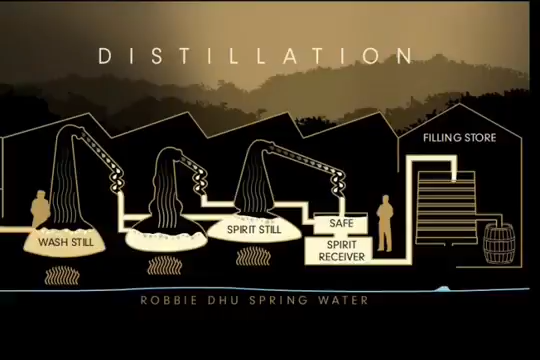 DISTILLATION
FILLING STORE
WASH STILL
SPIRIT STILL
SAFE
SPIRIT
RECEIVER
ROBBIE DHU SPRING WATER